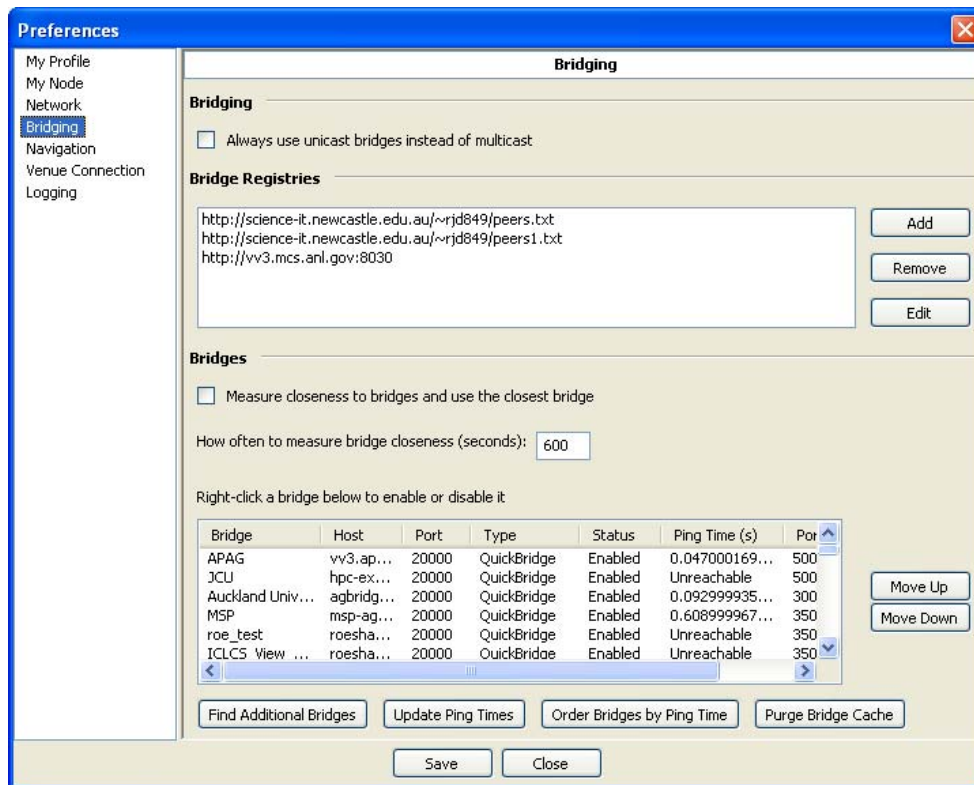 Preferences
My Profile
My Node
Network
Bridging
Navigation
Venue Connection
Logging
Bridging
Bridging
Always use unicast bridges instead of multicast
Bridge Registries
http://science-it.newcastle.edu.au/~rjd849/peers.txt
http://science-it.newcastle.edu.au/~rjd849/peers1.txt
http://vv3.mcs.anl.gov:8030
Add
Remove
Edit
Bridges
Measure closeness to bridges and use the closest bridge
How often to measure bridge closeness (seconds): 600
Right-click a bridge below to enable or disable it
Bridge Host Port Type Status Ping Time (s) Por
APAG vv3.ap... 20000 QuickBridge Enabled 0.047000169... 500
JCU hpc-ex... 20000 QuickBridge Enabled Unreachable 500
Auckland Univ... agbridg... 20000 QuickBridge Enabled 0.092999935... 300
MSP msp-ag... 20000 QuickBridge Enabled 0.608999967... 350
roe_test roesha... 20000 QuickBridge Enabled Unreachable 350
ICLCS View ... roesha... 20000 QuickBridge Enabled Unreachable 350
Move Up
Move Down
Find Additional Bridges Update Ping Times Order Bridges by Ping Time Purge Bridge Cache
Save Close